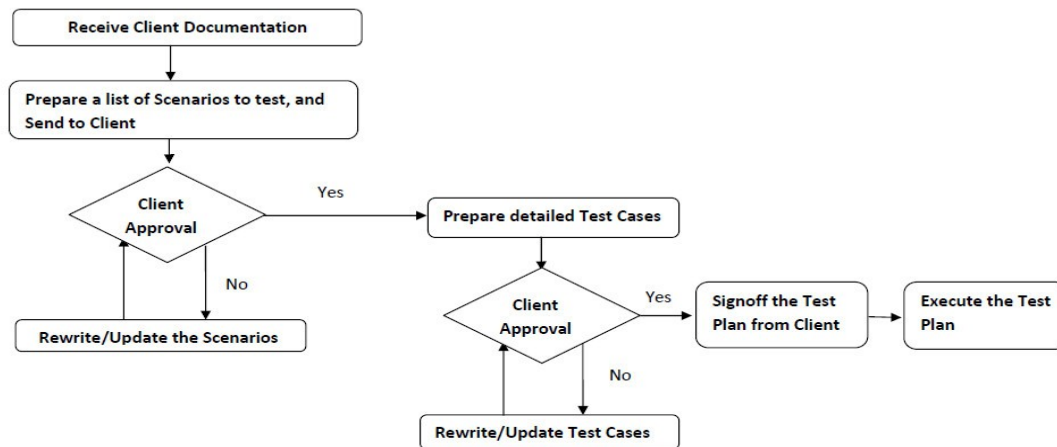 Receive Client Documentation
Prepare a list of Scenarios to test, and
Send to Client
Client
Approval
Yes
No
Rewrite/Update the Scenarios
Prepare detailed Test Cases
Client
Approval
Yes
No
Rewrite/Update Test Cases
Signoff the Test
Plan from Client
Execute the Test
Plan